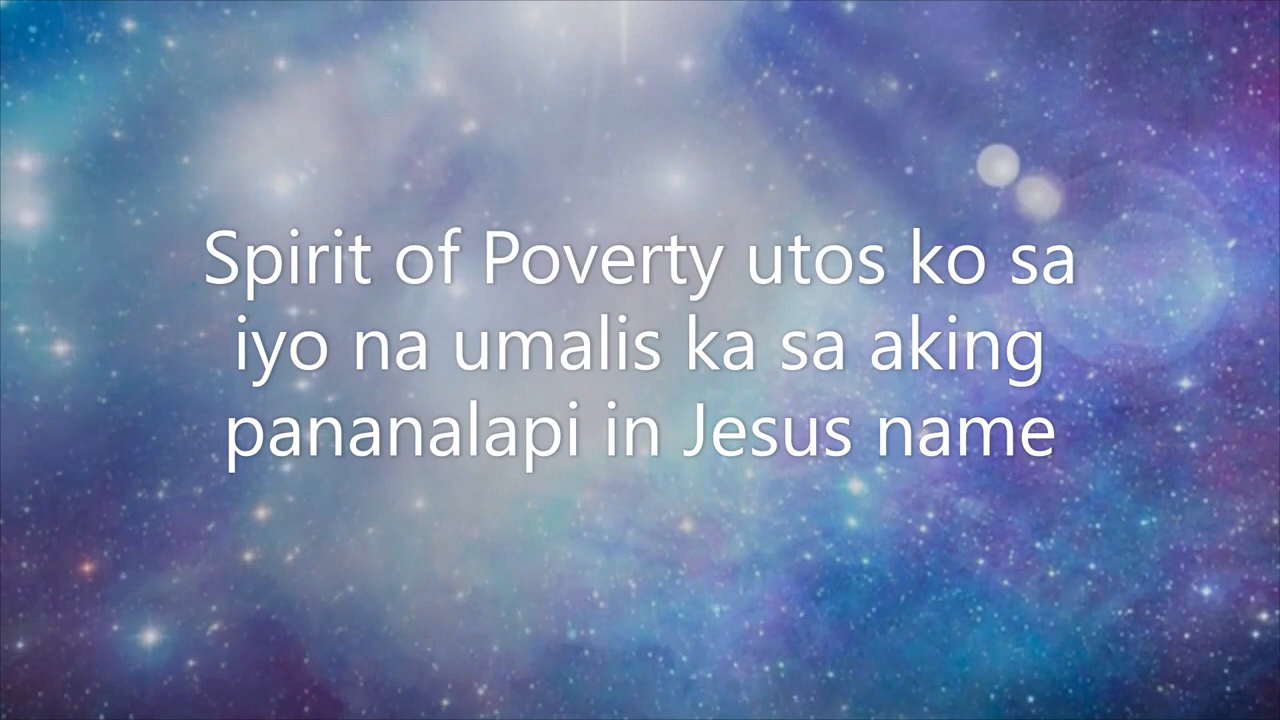 Spirit of Poverty utos ko sa
iyo na umalis ka sa aking
pananalapi in Jesus name